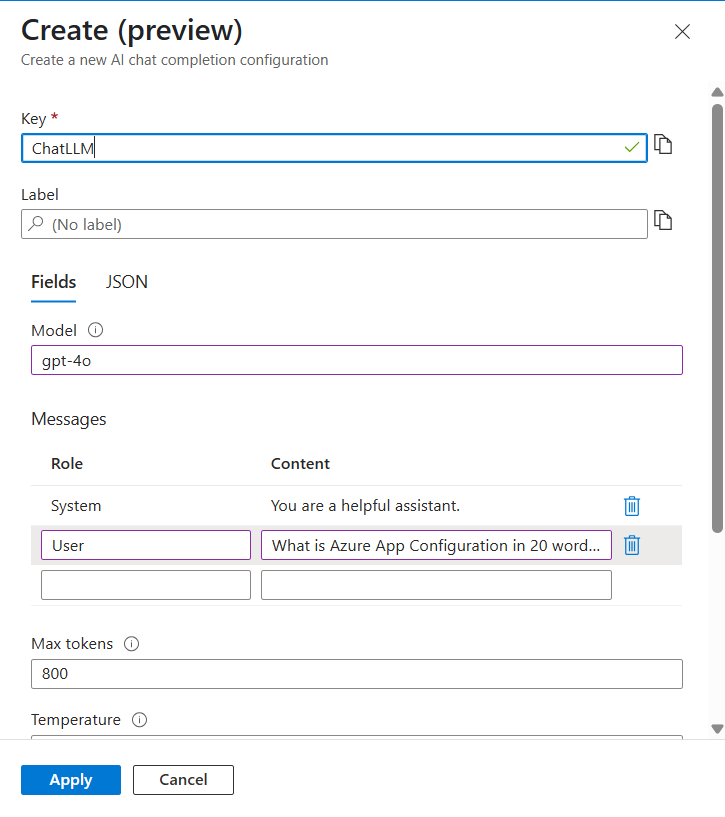 Create (preview)
Create a new AI chat completion configuration
Key *
ChatLLM
Label
(No label)
Fields JSON
Model
gpt-4o
Messages
Role Content
System You are a helpful assistant.
User What is Azure App Configuration in 20 word...
Max tokens
800
Temperature
Apply Cancel